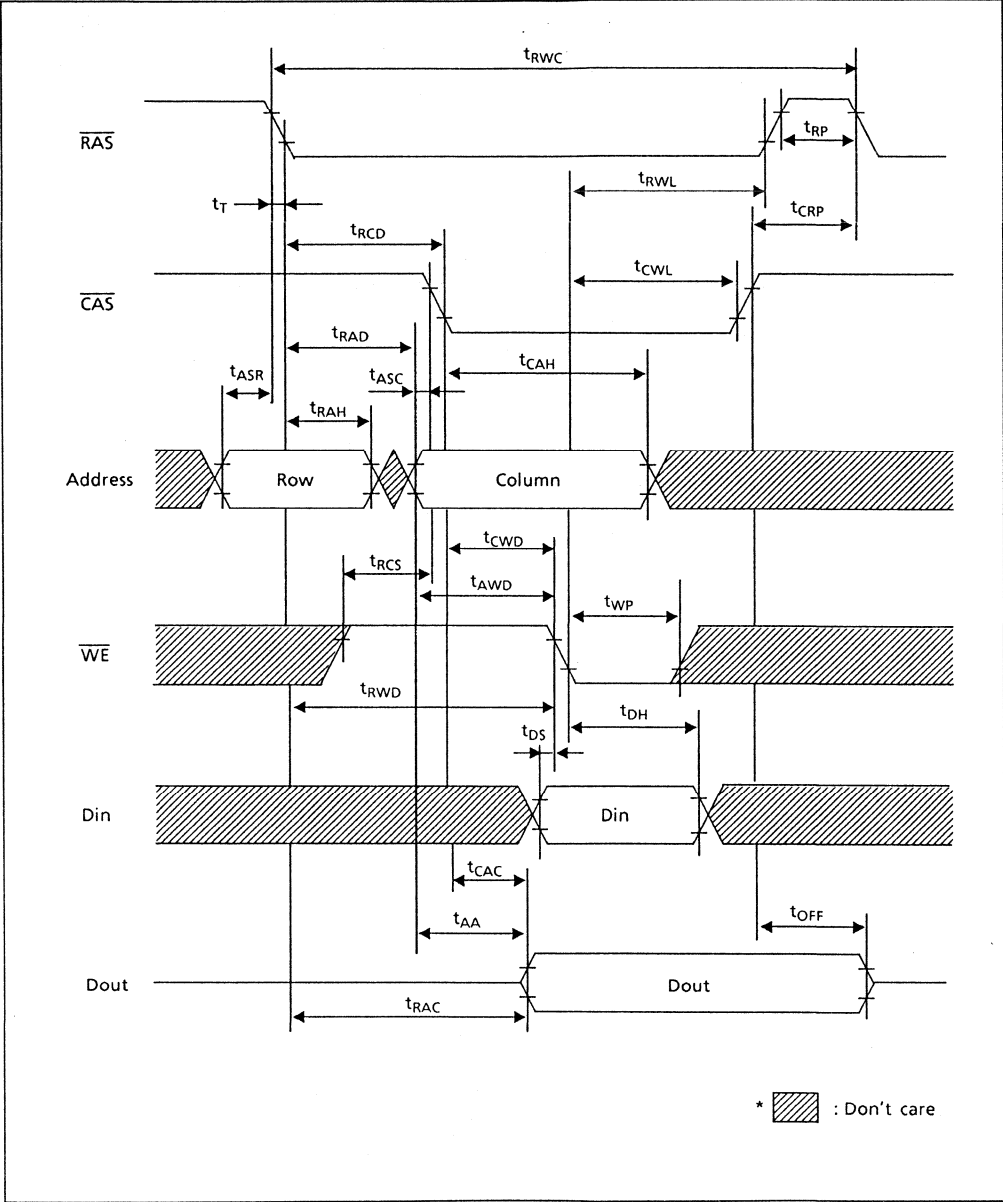 tRWC
RAS
tRP
tRWL
tT
tCRP
tRCD
tCWL
CAS
tRAD
tCAH
tASR
tASC
tRAH
Address
Row
Column
tCWD
tRCS
tAWD
tWP
WE
tRWD
tDH
tDS
Din
Din
tCAC
tAA
tOFF
Dout
Dout
tRAC
* : Don't care